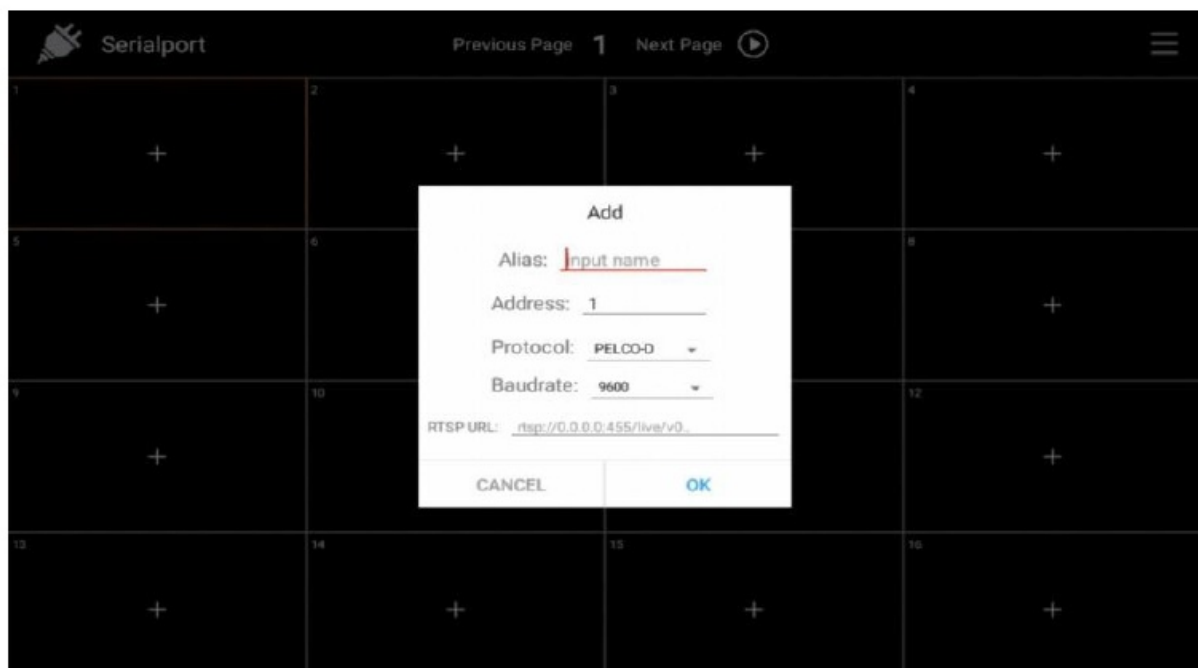 Serialport
Previous Page 1 Next Page
1 2 3 4
Add
Alias: input name
5 6 8
Address: 1
Protocol: PELCO-D
Baudrate: 9600
9 10 12
RTSP URL: rtsp://0.0.0.0:455/live/v0..
CANCEL OK
13 14 15 16